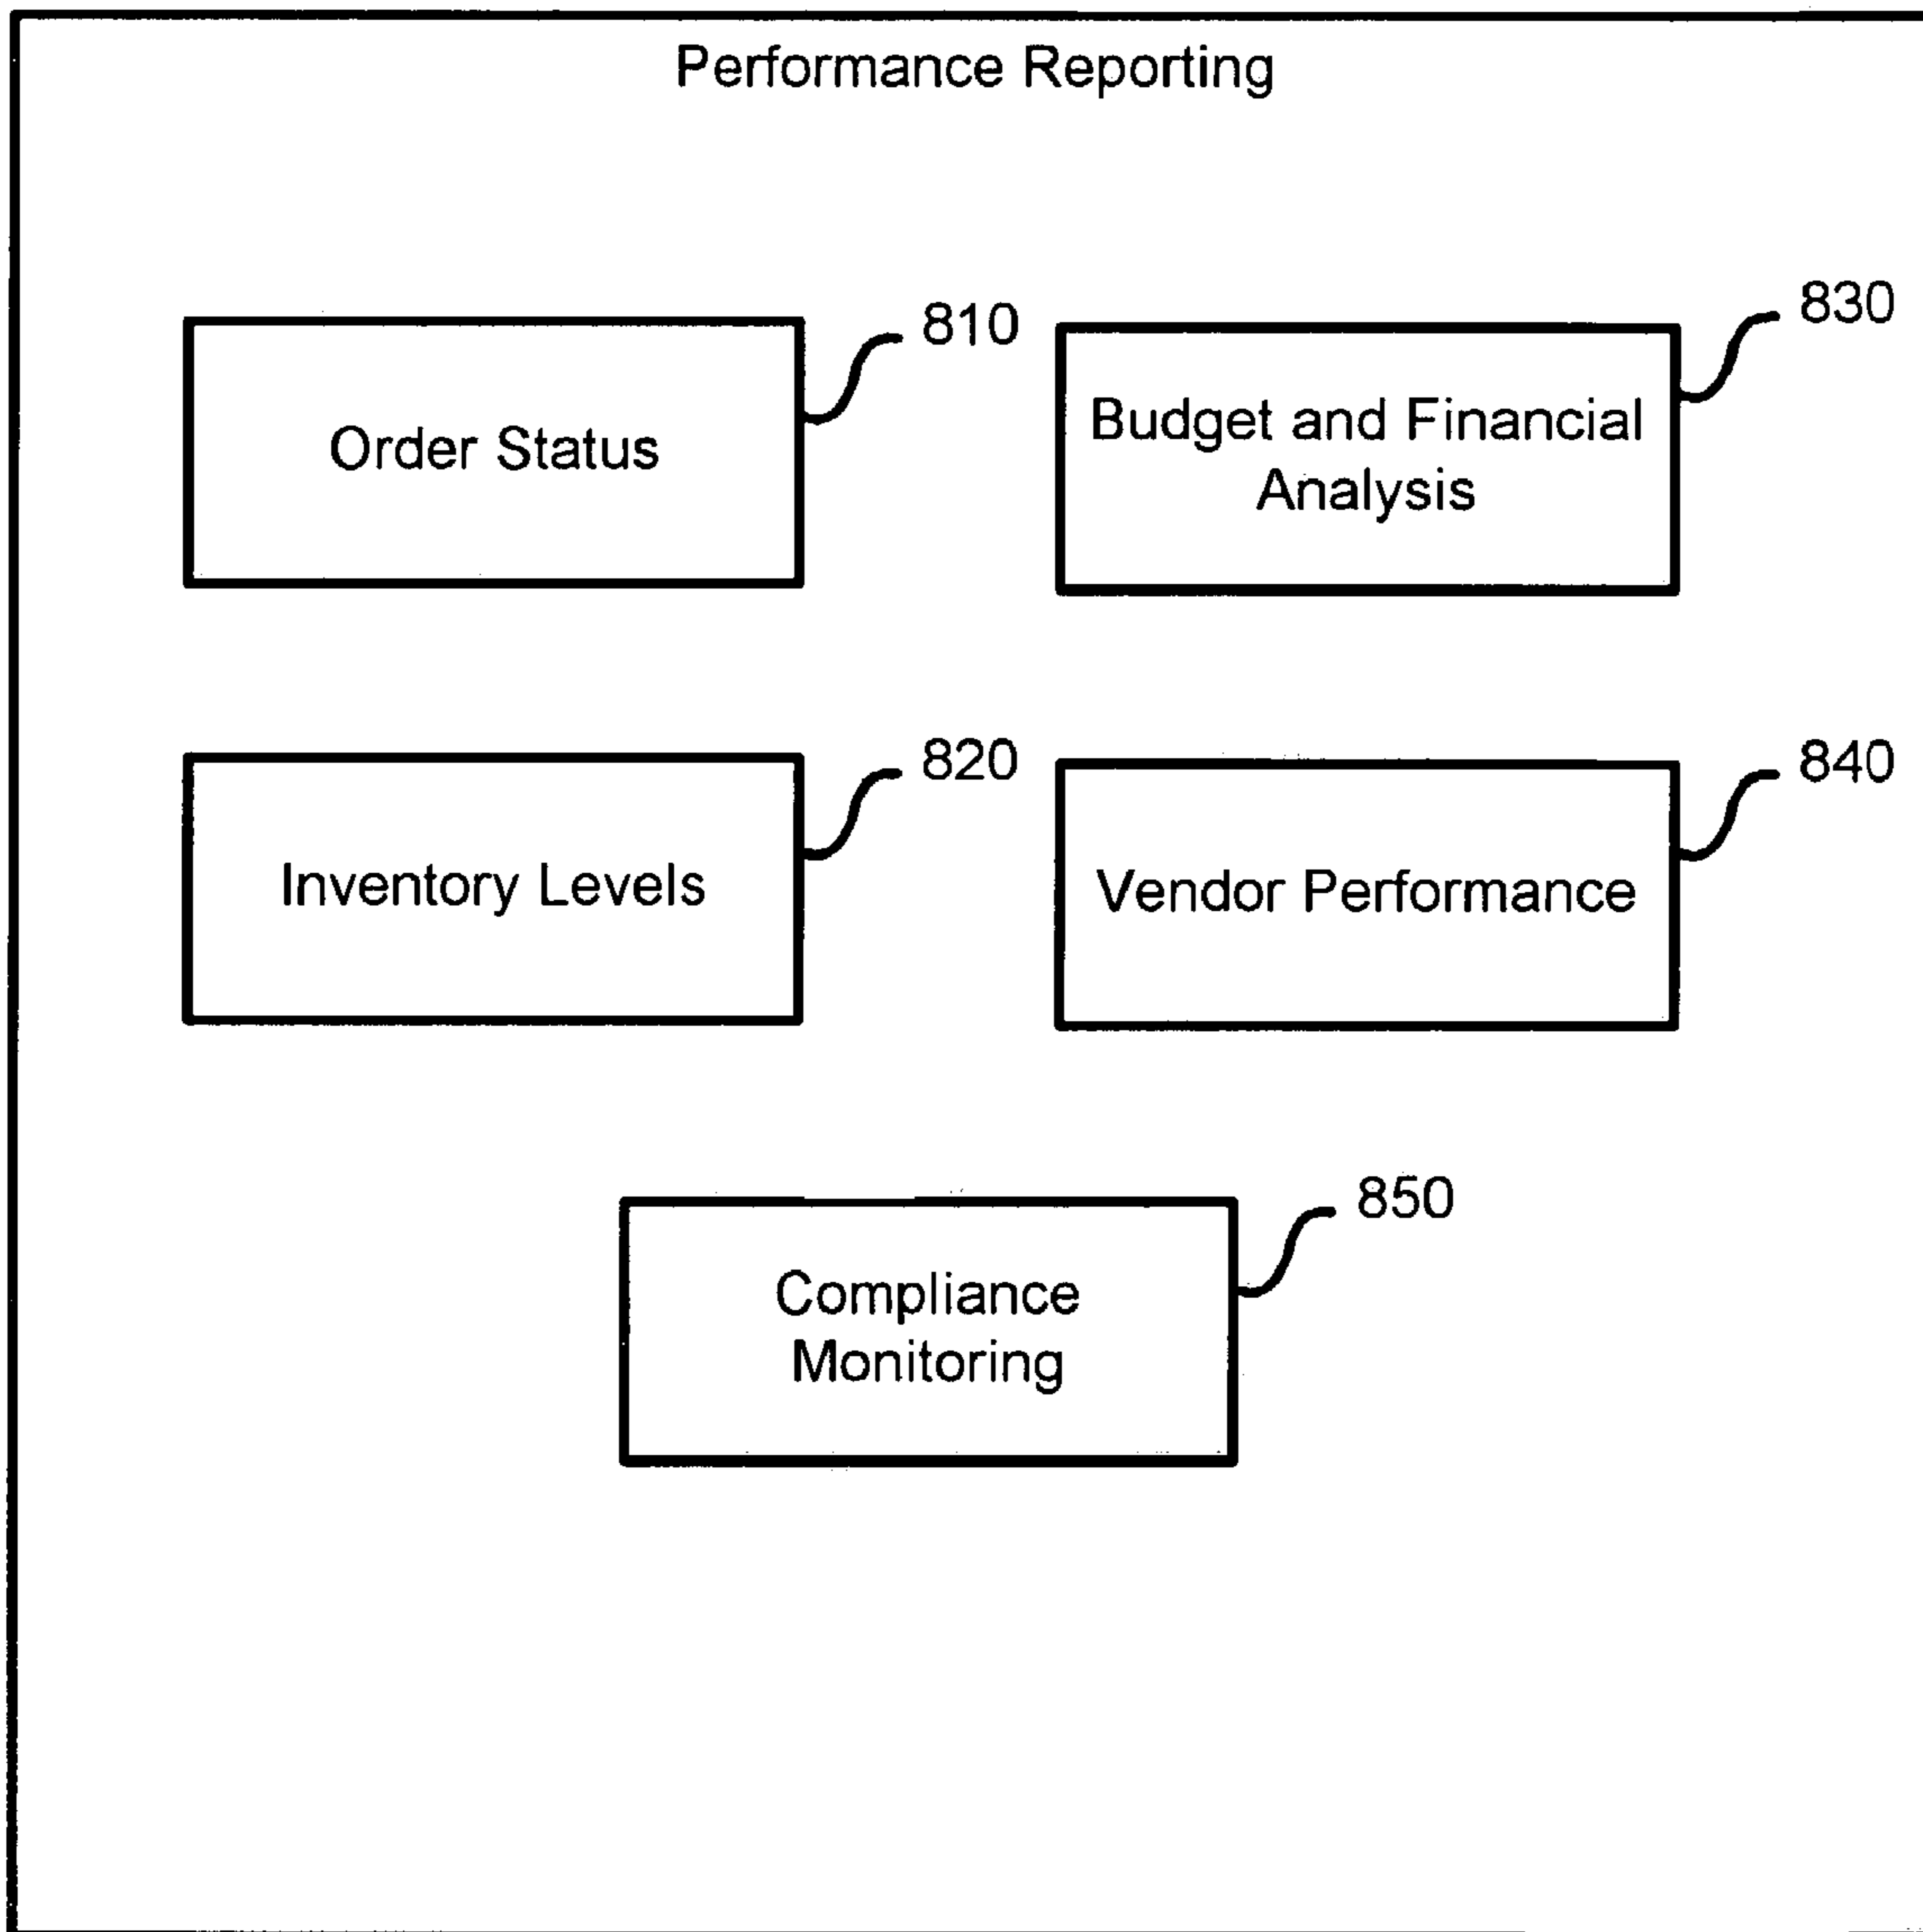 Performance Reporting
810
Order Status
830
Budget and Financial
Analysis
820
Inventory Levels
840
Vendor Performance
850
Compliance
Monitoring